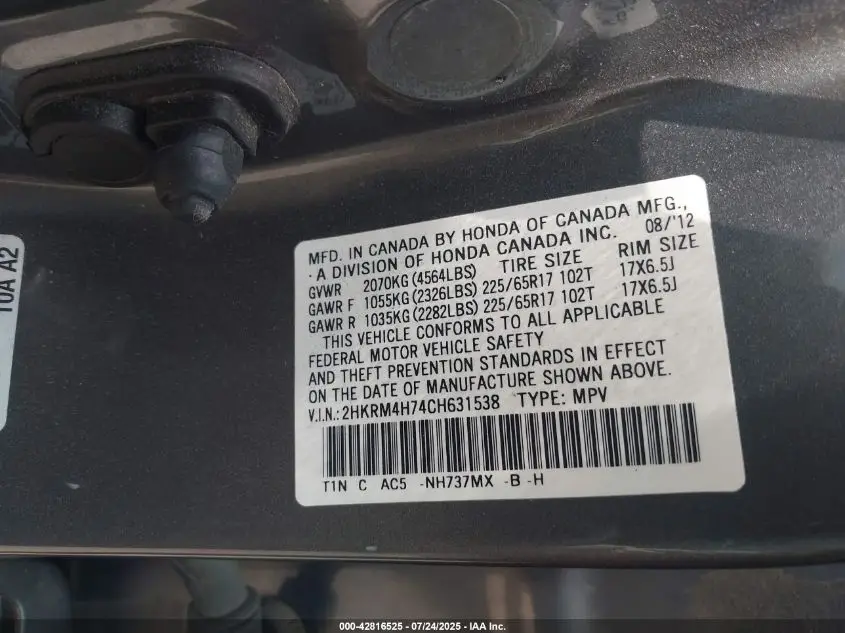 10A A2
MFD. IN CANADA BY HONDA OF CANADA MFG.,
· A DIVISION OF HONDA CANADA INC. 08/'12
GVWR 2070KG (4564LBS) TIRE SIZE RIM SIZE
GAWR F 1055KG (2326LBS) 225/65R17 102T 17X6.5J
GAWR R 1035KG (2282LBS) 225/65R17 102T 17X6.5J
THIS VEHICLE CONFORMS TO ALL APPLICABLE
FEDERAL MOTOR VEHICLE SAFETY
AND THEFT PREVENTION STANDARDS IN EFFECT
ON THE DATE OF MANUFACTURE SHOWN ABOVE.
V.I.N.: 2HKRM4H74CH631538 TYPE: MPV
T1N C AC5 -NH737MX -B -H
000-42816525 | 07/24/2025 | IAA Inc.